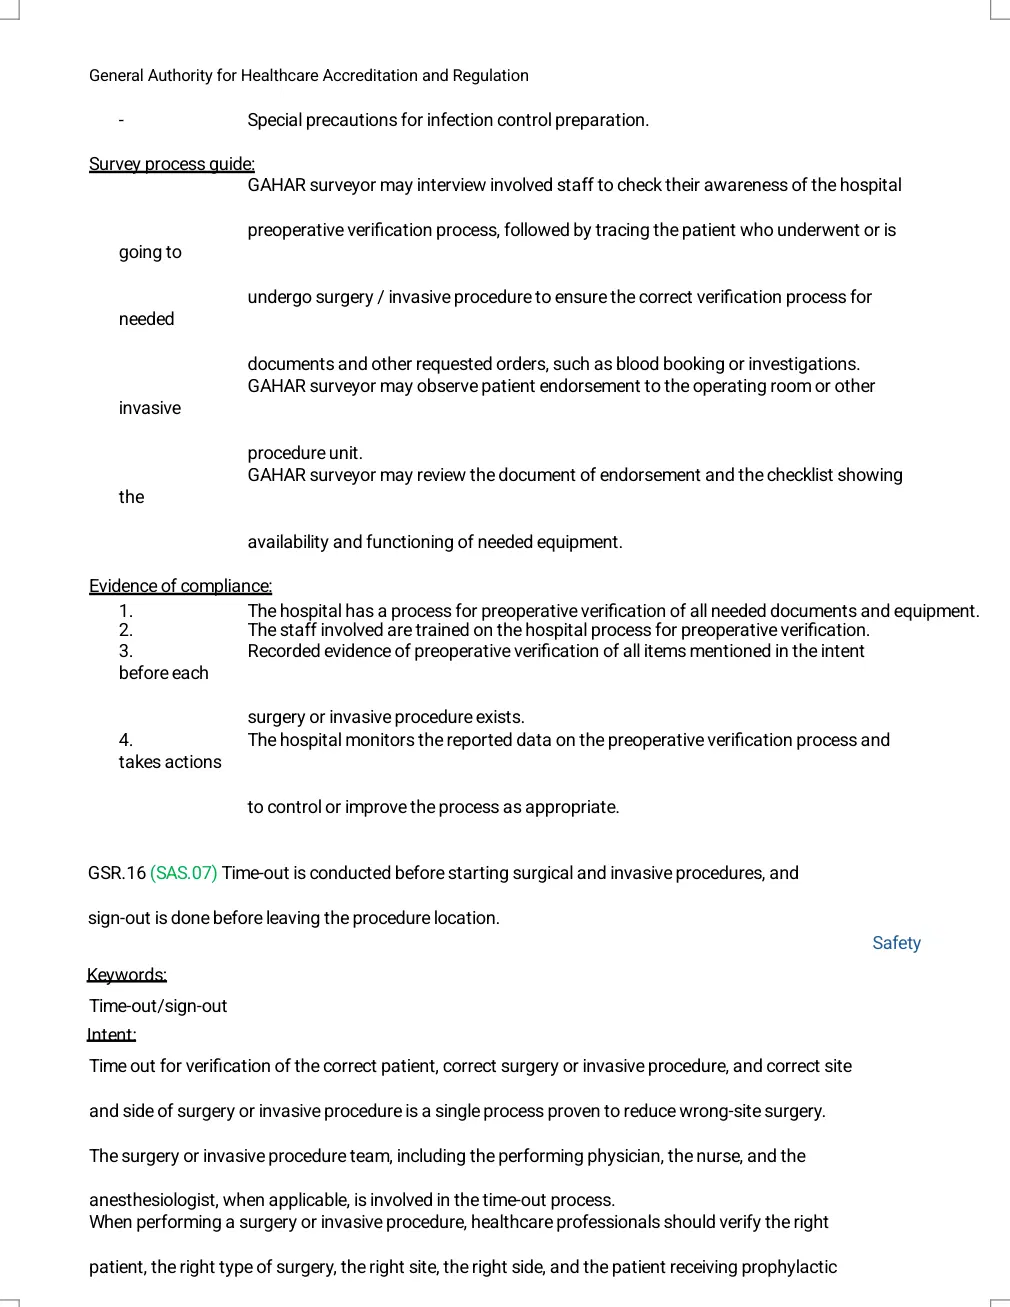 General Authority for Healthcare Accreditation and Regulation
- Special precautions for infection control preparation.
Survey process guide:
GAHAR surveyor may interview involved staff to check their awareness of the hospital
preoperative verification process, followed by tracing the patient who underwent or is
going to
undergo surgery / invasive procedure to ensure the correct verification process for
needed
documents and other requested orders, such as blood booking or investigations.
GAHAR surveyor may observe patient endorsement to the operating room or other
invasive
procedure unit.
GAHAR surveyor may review the document of endorsement and the checklist showing
the
availability and functioning of needed equipment.
Evidence of compliance:
1. The hospital has a process for preoperative verification of all needed documents and equipment.
2. The staff involved are trained on the hospital process for preoperative verification.
3. Recorded evidence of preoperative verification of all items mentioned in the intent
before each
surgery or invasive procedure exists.
4. The hospital monitors the reported data on the preoperative verification process and
takes actions
to control or improve the process as appropriate.
GSR.16 (SAS.07) Time-out is conducted before starting surgical and invasive procedures, and
sign-out is done before leaving the procedure location.
Safety
Keywords:
Time-out/sign-out
Intent:
Time out for verification of the correct patient, correct surgery or invasive procedure, and correct site
and side of surgery or invasive procedure is a single process proven to reduce wrong-site surgery.
The surgery or invasive procedure team, including the performing physician, the nurse, and the
anesthesiologist, when applicable, is involved in the time-out process.
When performing a surgery or invasive procedure, healthcare professionals should verify the right
patient, the right type of surgery, the right site, the right side, and the patient receiving prophylactic